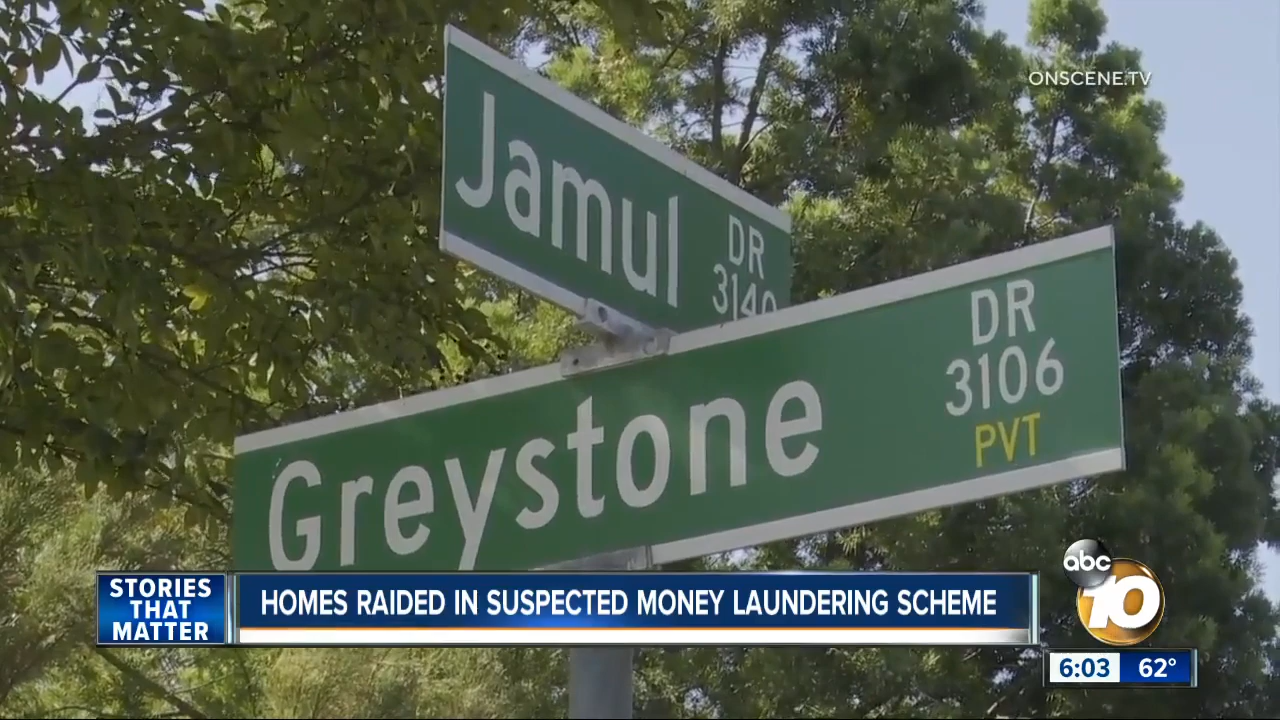 ONSCENE.TV
Jamul
DR
3140
Greystone
DR
3106
PVT
STORIES
THAT
MATTER
HOMES RAIDED IN SUSPECTED MONEY LAUNDERING SCHEME
abc
10
6:03 62°